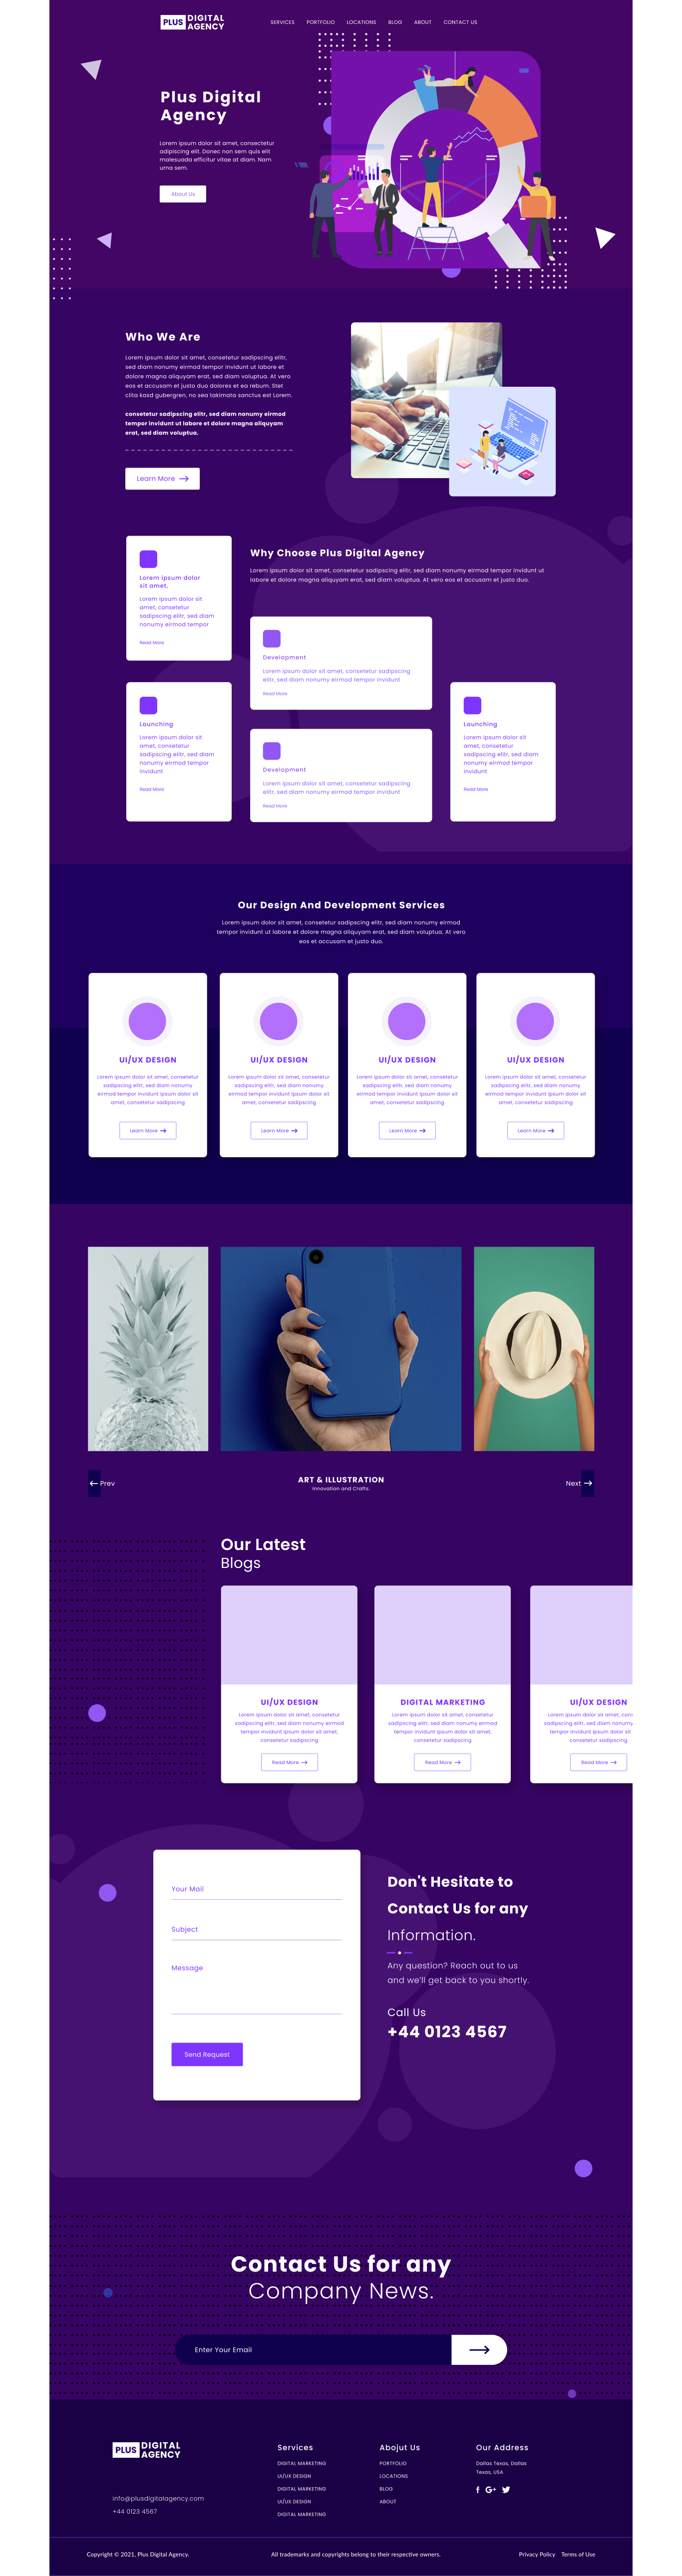 PLUS DIGITAL
AGENCY
SERVICES PORTFOLIO LOCATIONS BLOG ABOUT CONTACT US
Plus Digital
Agency
Lorem ipsum dolor sit amet, consectetur
adipiscing elit. Donec non sem quis elit
malesuada efficitur vitae at diam. Nam
urna sem.
About Us
Who We Are
Lorem ipsum dolor sit amet, consetetur sadipscing elitr,
sed diam nonumy eirmod tempor invidunt ut labore et
dolore magna aliquyam erat, sed diam voluptua. At vero
eos et accusam et justo duo dolores et ea rebum. Stet
clita kasd gubergren, no sea takimata sanctus est Lorem.
consetetur sadipscing elitr, sed diam nonumy eirmod
tempor invidunt ut labore et dolore magna aliquyam
erat, sed diam voluptua.
Learn More
Why Choose Plus Digital Agency
Lorem ipsum dolor sit amet, consetetur sadipscing elitr, sed diam nonumy eirmod tempor invidunt ut
labore et dolore magna aliquyam erat, sed diam voluptua. At vero eos et accusam et justo duo.
Lorem ipsum dolor
sit amet,
Lorem ipsum dolor sit
amet, consetetur
sadipscing elitr, sed diam
nonumy eirmod tempor
Read More
Development
Lorem ipsum dolor sit amet, consetetur sadipscing
elitr, sed diam nonumy eirmod tempor invidunt
Read More
Launching
Lorem ipsum dolor sit
amet, consetetur
sadipscing elitr, sed diam
nonumy eirmod tempor
invidunt
Read More
Development
Lorem ipsum dolor sit amet, consetetur sadipscing
elitr, sed diam nonumy eirmod tempor invidunt
Read More
Launching
Lorem ipsum dolor sit
amet, consetetur
sadipscing elitr, sed diam
nonumy eirmod tempor
invidunt
Read More
Our Design And Development Services
Lorem ipsum dolor sit amet, consetetur sadipscing elitr, sed diam nonumy eirmod
tempor invidunt ut labore et dolore magna aliquyam erat, sed diam voluptua. At vero
eos et accusam et justo duo.
UI/UX DESIGN
Lorem ipsum dolor sit amet, consetetur
sadipscing elitr, sed diam nonumy
eirmod tempor invidunt ipsum dolor sit
amet, consetetur sadipscing
Learn More
UI/UX DESIGN
Lorem ipsum dolor sit amet, consetetur
sadipscing elitr, sed diam nonumy
eirmod tempor invidunt ipsum dolor sit
amet, consetetur sadipscing
Learn More
UI/UX DESIGN
Lorem ipsum dolor sit amet, consetetur
sadipscing elitr, sed diam nonumy
eirmod tempor invidunt ipsum dolor sit
amet, consetetur sadipscing
Learn More
UI/UX DESIGN
Lorem ipsum dolor sit amet, consetetur
sadipscing elitr, sed diam nonumy
eirmod tempor invidunt ipsum dolor sit
amet, consetetur sadipscing
Learn More
Prev
ART & ILLUSTRATION
Innovation and Crafts.
Next
Our Latest
Blogs
UI/UX DESIGN
Lorem ipsum dolor sit amet, consetetur
sadipscing elitr, sed diam nonumy eirmod
tempor invidunt ipsum dolor sit amet,
consetetur sadipscing
Read More
DIGITAL MARKETING
Lorem ipsum dolor sit amet, consetetur
sadipscing elitr, sed diam nonumy eirmod
tempor invidunt ipsum dolor sit amet,
consetetur sadipscing
Read More
UI/UX DESIGN
Lorem ipsum dolor sit amet,
sadipscing elitr, sed diam nonumy
tempor invidunt ipsum dolor sit
consetetur sadipscing
Read More
Your Mail
Subject
Message
Send Request
Don't Hesitate to
Contact Us for any
Information.
Any question? Reach out to us
and we'll get back to you shortly.
Call Us
+44 0123 4567
Contact Us for any
Company News.
Enter Your Email
PLUS DIGITAL
AGENCY
info@plusdigitalagency.com
+44 0123 4567
Services
DIGITAL MARKETING
UI/UX DESIGN
DIGITAL MARKETING
UI/UX DESIGN
DIGITAL MARKETING
Abojut Us
PORTFOLIO
LOCATIONS
BLOG
ABOUT
Our Address
Dallas Texas, Dallas
Texas, USA
f G+
Copyright © 2021, Plus Digital Agency.
All trademarks and copyrights belong to their respective owners.
Privacy Policy Terms of Use